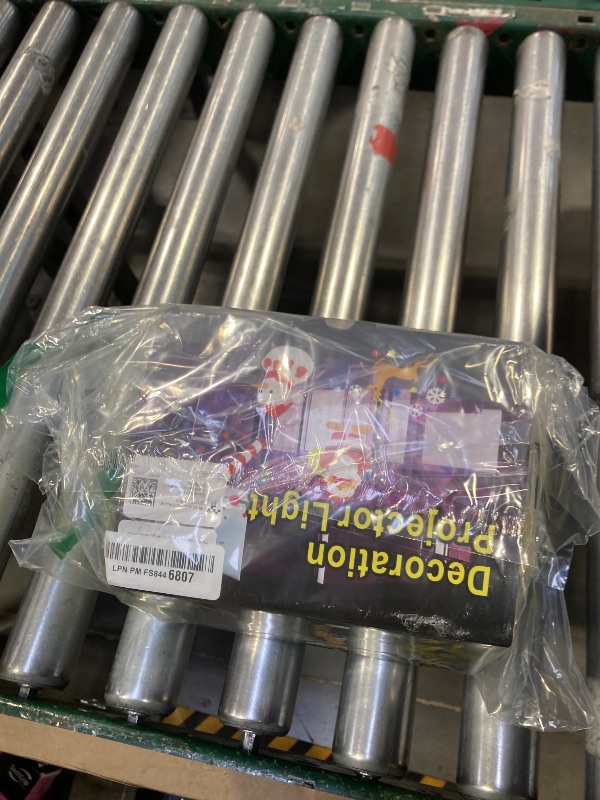 Decoration
Projector Light
LPN PM FS844 6807